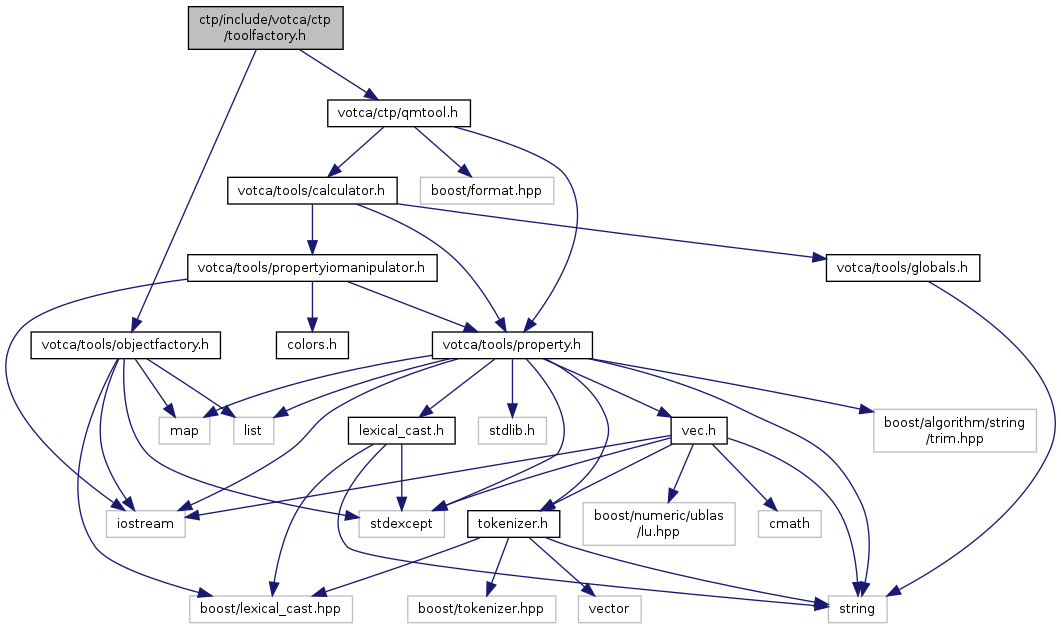 ctp/include/votca/ctp
/toolfactory.h
votca/ctp/qmtool.h
votca/tools/calculator.h
boost/format.hpp
votca/tools/propertyiomanipulator.h
votca/tools/globals.h
votca/tools/objectfactory.h
colors.h
votca/tools/property.h
map
list
lexical_cast.h
stdlib.h
vec.h
boost/algorithm/string
/trim.hpp
iostream
stdexcept
tokenizer.h
boost/numeric/ublas
/lu.hpp
cmath
boost/lexical_cast.hpp
boost/tokenizer.hpp
vector
string